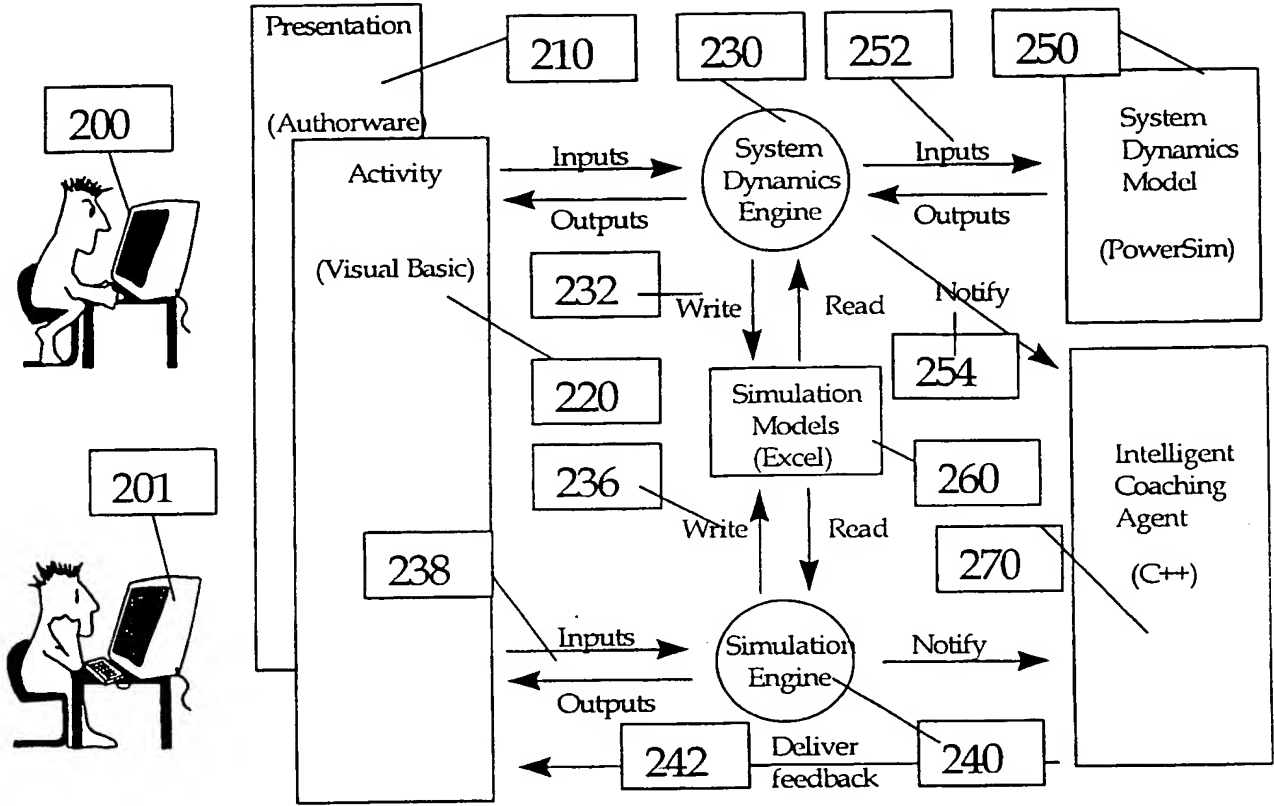 Presentation
(Authorware)
210
230
252
250
200
Activity
(Visual Basic)
Inputs
Outputs
System
Dynamics
Engine
Inputs
Outputs
System
Dynamics
Model
(PowerSim)
232
Write
Read
Notify
254
220
Simulation
Models
(Excel)
236
Write
Read
260
201
238
270
Intelligent
Coaching
Agent
(C++)
Inputs
Outputs
Simulation
Engine
Notify
242
Deliver
feedback
240